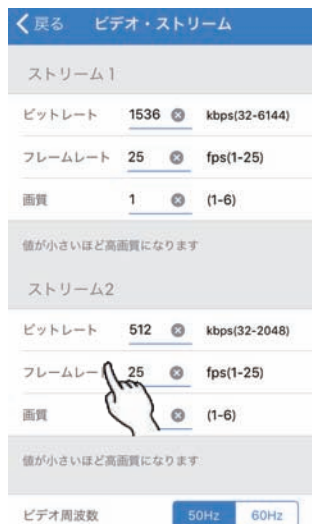 戻る ビデオ・ストリーム
ストリーム 1
ビットレート 1536 kbps(32-6144)
フレームレート 25 fps(1-25)
画質 1 (1-6)
値が小さいほど高画質になります
ストリーム2
ビットレート 512 kbps(32-2048)
フレームレー 25 fps(1-25)
画質 (1-6)
値が小さいほど高画質になります
ビデオ周波数 50Hz 60Hz